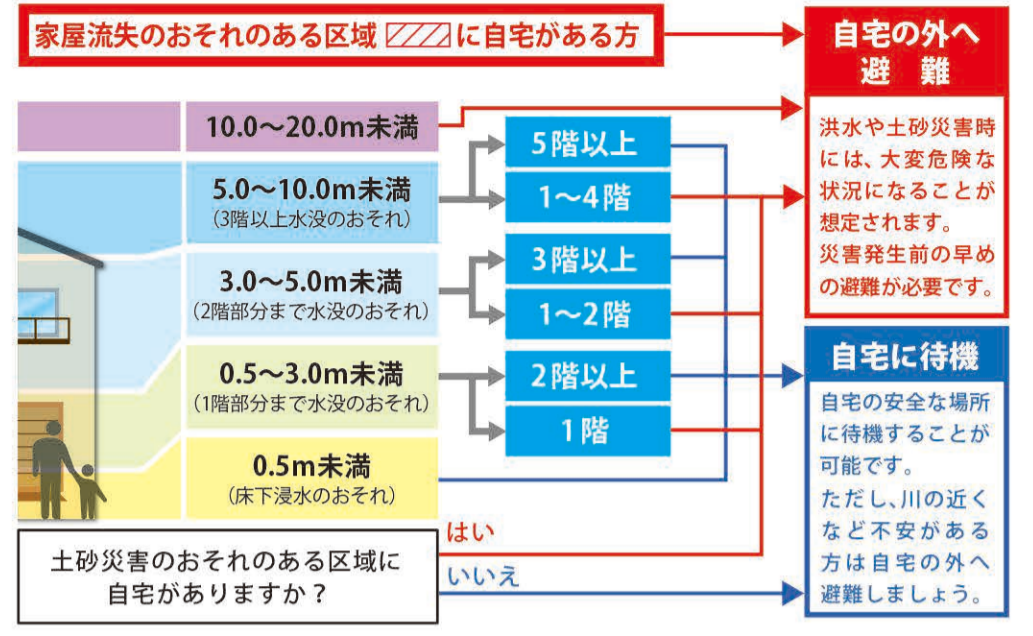 家屋流失のおそれのある区域 に自宅がある方
自宅の外へ
避　難
洪水や土砂災害時
には、大変危険な
状況になることが
想定されます。
災害発生前の早め
の避難が必要です。
10.0〜20.0m未満
5.0〜10.0m未満
(3階以上水没のおそれ)
5階以上
1〜4階
3.0〜5.0m未満
(2階部分まで水没のおそれ)
3階以上
1〜2階
0.5〜3.0m未満
(1階部分まで水没のおそれ)
2階以上
1階
0.5m未満
(床下浸水のおそれ)
自宅に待機
自宅の安全な場所
に待機することが
可能です。
ただし、川の近く
など不安がある
方は自宅の外へ
避難しましょう。
土砂災害のおそれのある区域に
自宅がありますか？
はい
いいえ